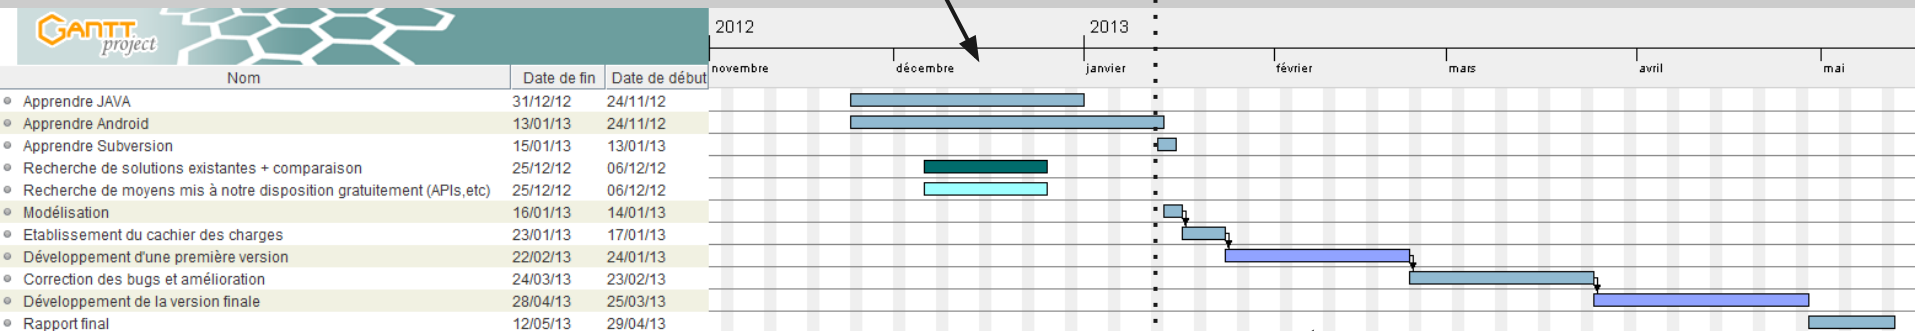 GANTT
project
2012 2013
novembre décembre janvier février mars avril mai
Nom Date de fin Date de début
Apprendre JAVA 31/12/12 24/11/12
Apprendre Android 13/01/13 24/11/12
Apprendre Subversion 15/01/13 13/01/13
Recherche de solutions existantes + comparaison 25/12/12 06/12/12
Recherche de moyens mis à notre disposition gratuitement (APIs,etc) 25/12/12 06/12/12
Modélisation 16/01/13 14/01/13
Etablissement du cachier des charges 23/01/13 17/01/13
Développement d'une première version 22/02/13 24/01/13
Correction des bugs et amélioration 24/03/13 23/02/13
Développement de la version finale 28/04/13 25/03/13
Rapport final 12/05/13 29/04/13